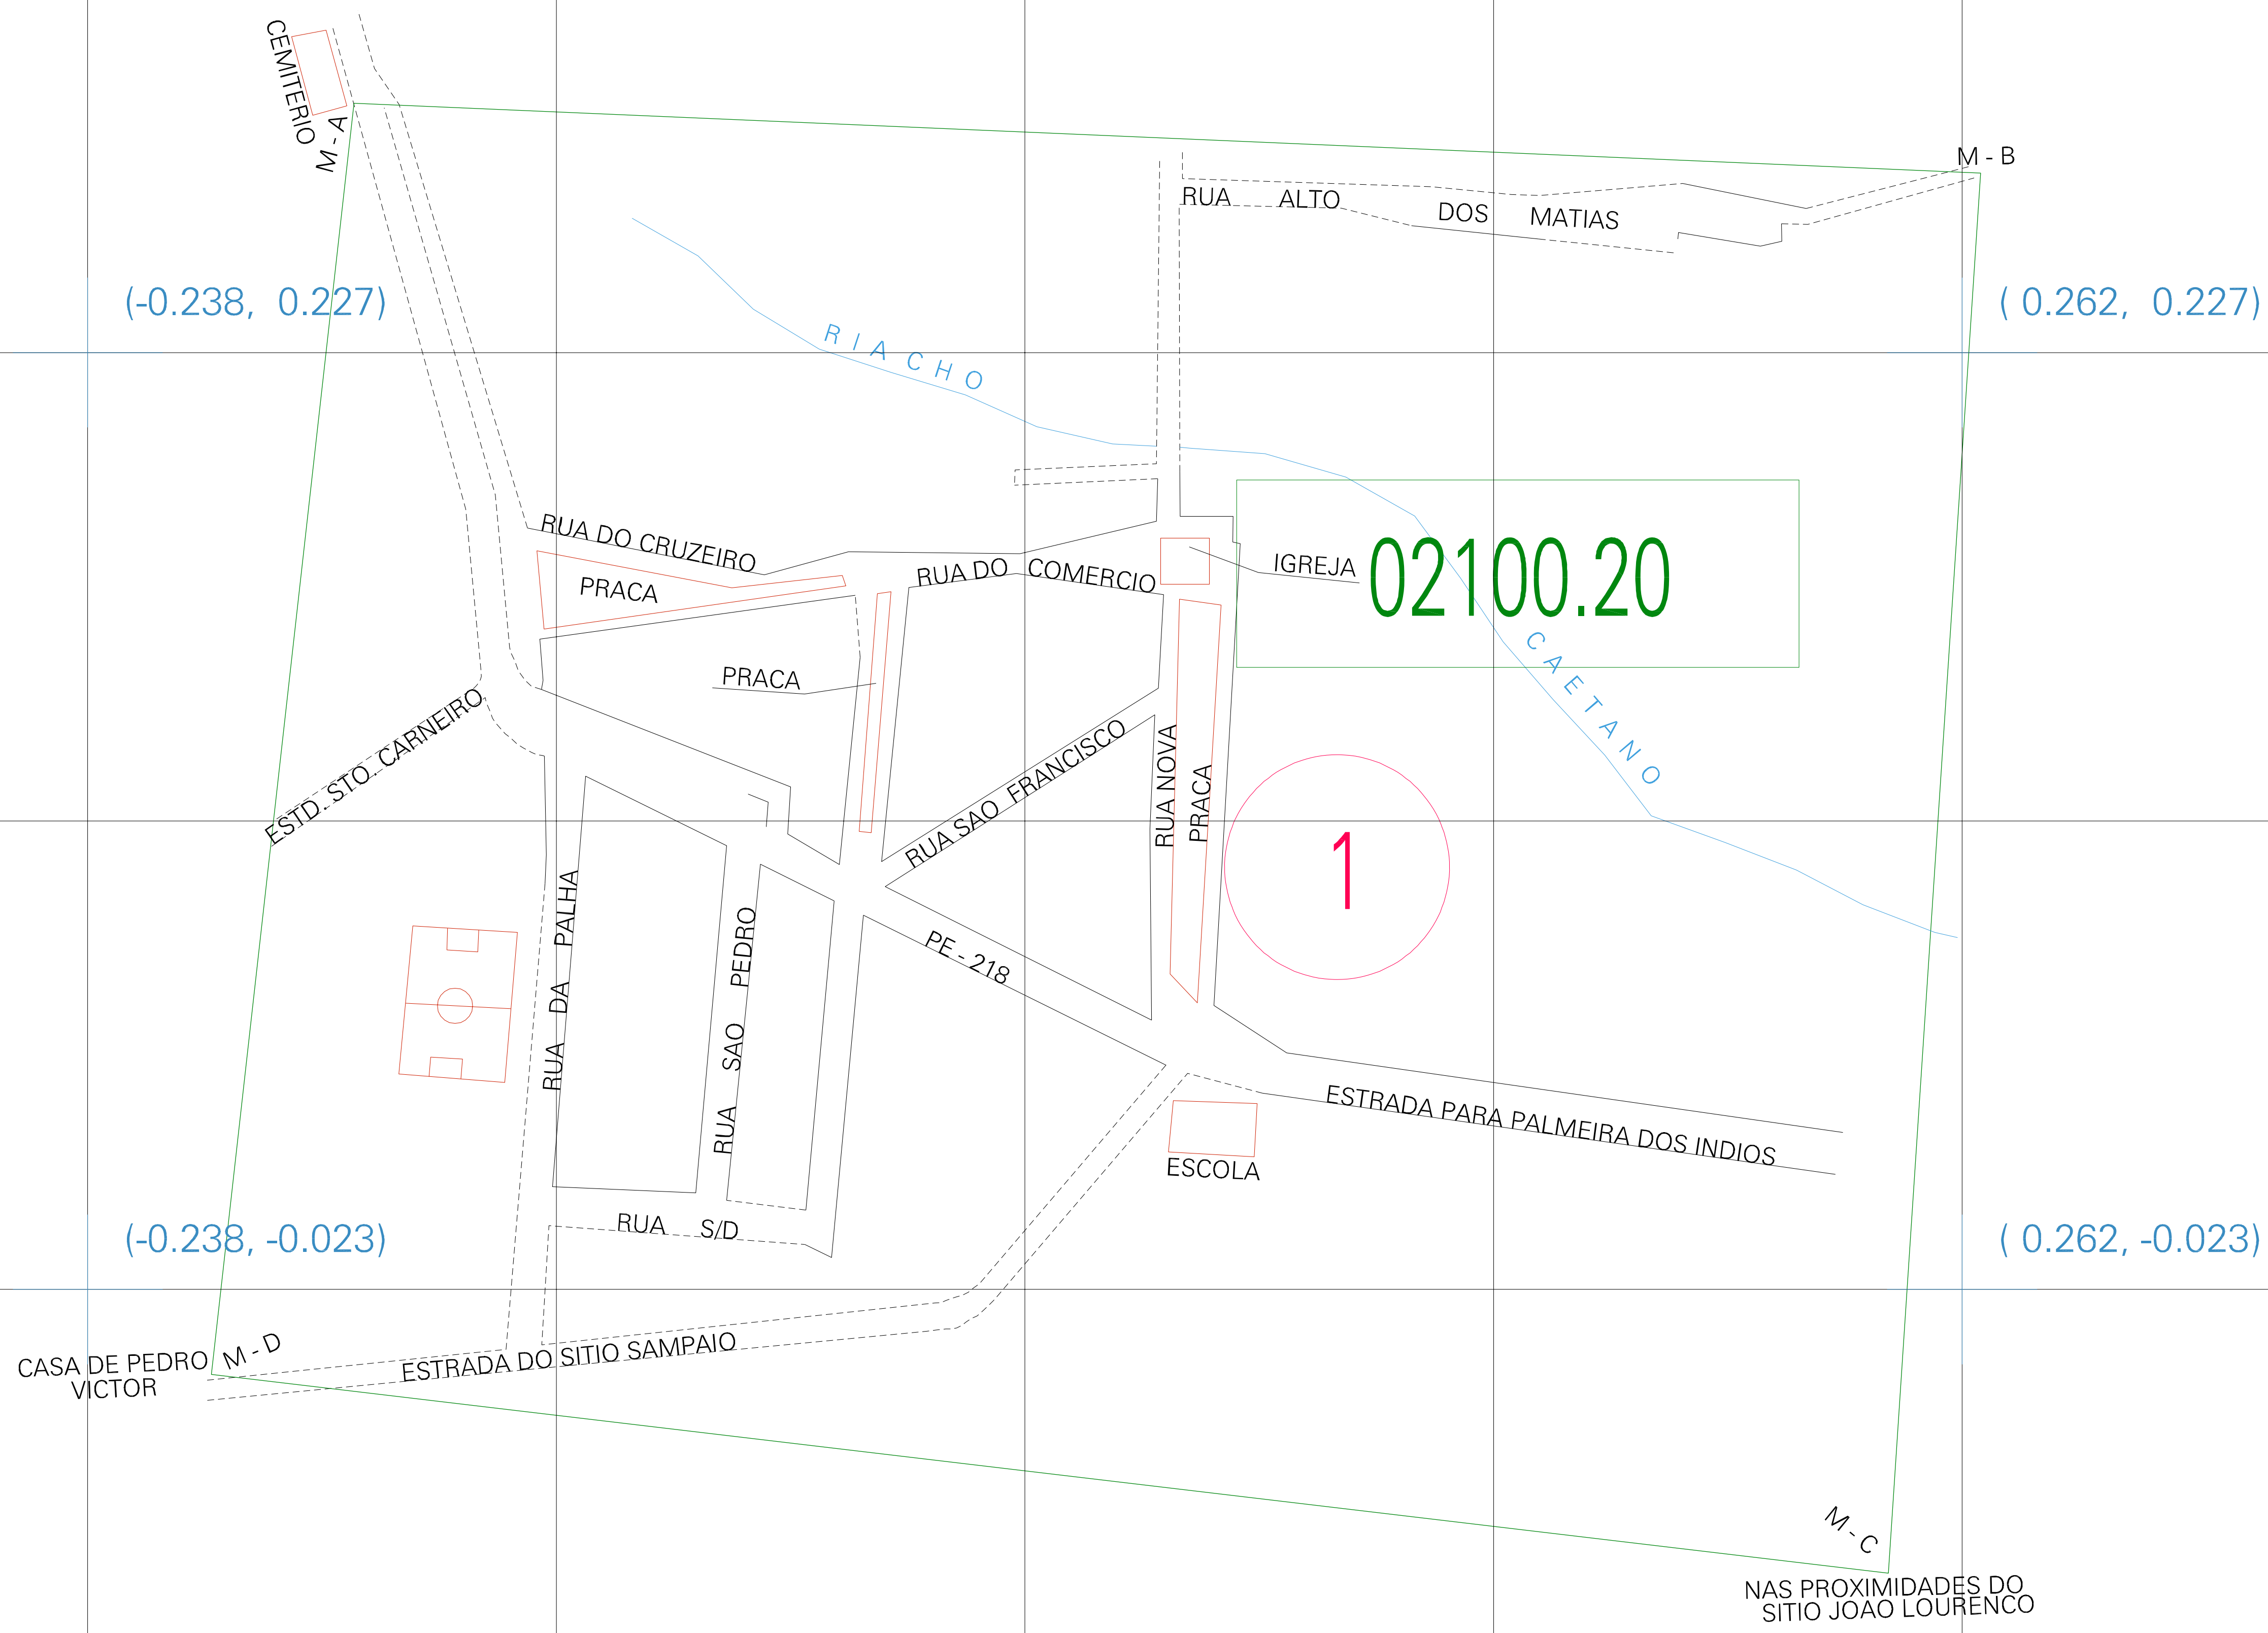 CEMITERIO
M - A
M - B
RUA ALTO DOS MATIAS
(-0.238, 0.227)
( 0.262, 0.227)
RIACHO
RUA DO CRUZEIRO
PRACA
RUA DO COMERCIO
IGREJA
02100.20
CAETANO
PRACA
ESTD. STO. CARNEIRO
RUA SAO FRANCISCO
RUA NOVA
PRACA
1
RUA DA PALHA
RUA SAO PEDRO
PE - 218
ESTRADA PARA PALMEIRA DOS INDIOS
ESCOLA
RUA S/D
(-0.238, -0.023)
( 0.262, -0.023)
M - D
CASA DE PEDRO
VICTOR
ESTRADA DO SITIO SAMPAIO
M - C
NAS PROXIMIDADES DO
SITIO JOAO LOURENCO